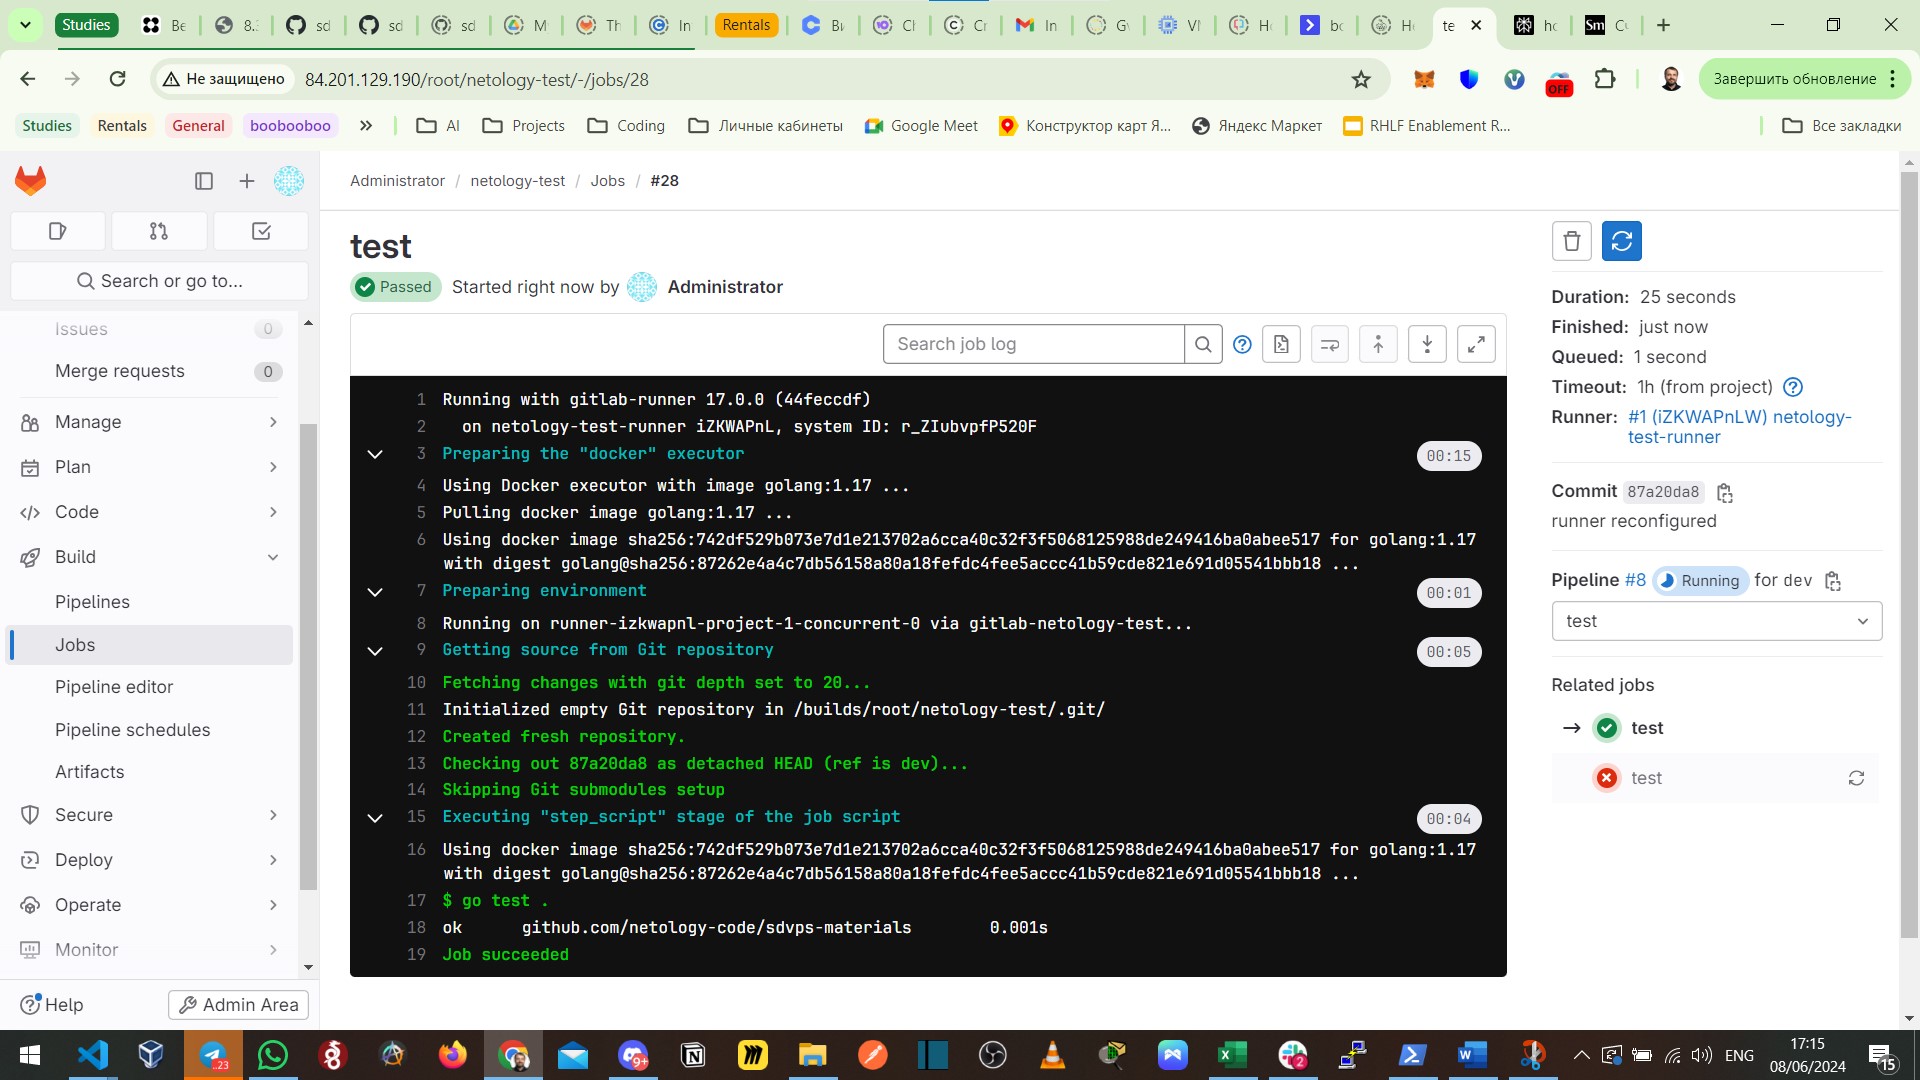 Studies
Be
8.
sd
sd
sd
M
Th
In
Rentals
Ви
Cl
Cr
In
G
VI
H
bc
H
te
hc
Sm
C
Не защищено
84.201.129.190/root/netology-test/-/jobs/28
OFF
Завершить обновление
Studies
Rentals
General
boobooboo
AI
Projects
Coding
Личные кабинеты
Google Meet
Конструктор карт Я...
Яндекс Маркет
RHLF Enablement R...
Все закладки
Search or go to...
Issues
0
Merge requests
0
Manage
Plan
Code
Build
Pipelines
Jobs
Pipeline editor
Pipeline schedules
Artifacts
Secure
Deploy
Operate
Monitor
Help
Admin Area
Administrator / netology-test / Jobs / #28
test
Passed Started right now by Administrator
Search job log
1 Running with gitlab-runner 17.0.0 (44feccdf)
2 on netology-test-runner iZKWAPnL, system ID: r_ZIubvpfP520F
3 Preparing the "docker" executor 00:15
4 Using Docker executor with image golang:1.17 ...
5 Pulling docker image golang:1.17 ...
6 Using docker image sha256:742df529b073e7d1e213702a6cca40c32f3f5068125988de249416ba0abee517 for golang:1.17
with digest golang@sha256:87262e4a4c7db56158a80a18fefdc4fee5accc41b59cde821e691d05541bbb18 ...
7 Preparing environment 00:01
8 Running on runner-izkwapnl-project-1-concurrent-0 via gitlab-netology-test...
9 Getting source from Git repository 00:05
10 Fetching changes with git depth set to 20...
11 Initialized empty Git repository in /builds/root/netology-test/.git/
12 Created fresh repository.
13 Checking out 87a20da8 as detached HEAD (ref is dev)...
14 Skipping Git submodules setup
15 Executing "step_script" stage of the job script 00:04
16 Using docker image sha256:742df529b073e7d1e213702a6cca40c32f3f5068125988de249416ba0abee517 for golang:1.17
with digest golang@sha256:87262e4a4c7db56158a80a18fefdc4fee5accc41b59cde821e691d05541bbb18 ...
17 $ go test .
18 ok github.com/netology-code/sdvps-materials 0.001s
19 Job succeeded
Duration: 25 seconds
Finished: just now
Queued: 1 second
Timeout: 1h (from project)
Runner: #1 (iZKWAPnLW) netology-
test-runner
Commit 87a20da8
runner reconfigured
Pipeline #8 Running for dev
test
Related jobs
test
test
23
9+
2
ENG
17:15
08/06/2024
15